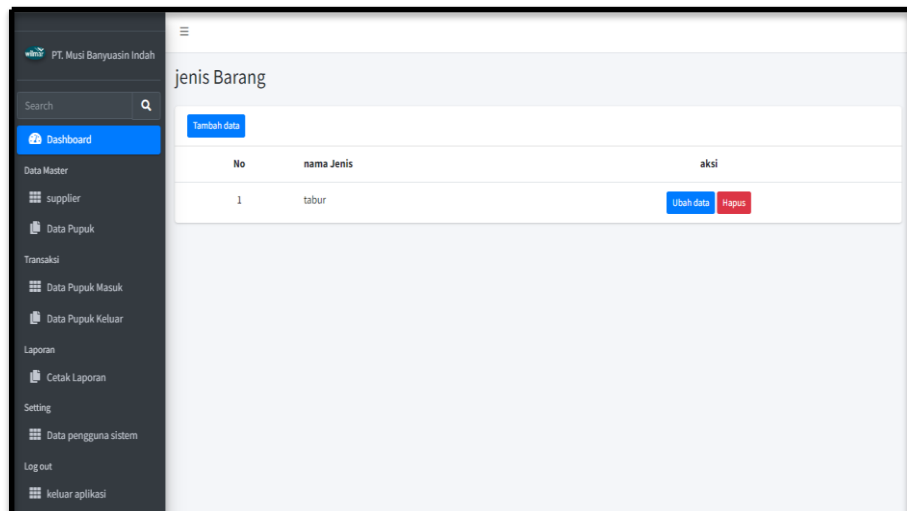 wilmar PT. Musi Banyuasin Indah
Search
Dashboard
Data Master
supplier
Data Pupuk
Transaksi
Data Pupuk Masuk
Data Pupuk Keluar
Laporan
Cetak Laporan
Setting
Data pengguna sistem
Log out
keluar aplikasi
jenis Barang
Tambah data
No nama Jenis aksi
1 tabur Ubah data Hapus